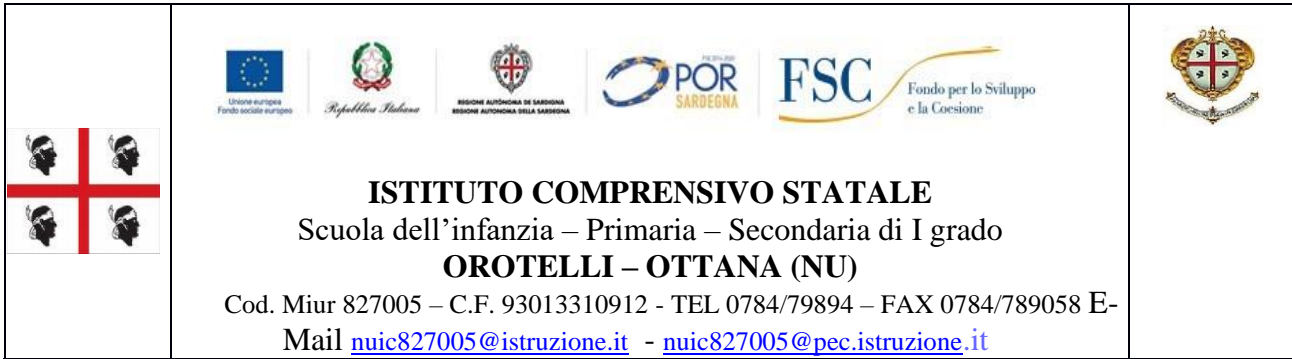 Unione europea
Fondo sociale europeo
Repubblica Italiana
REGIONE AUTÒNOMA DE SARDIGNA
REGIONE AUTONOMA DELLA SARDEGNA
POR
SARDEGNA
FSC
Fondo per lo Sviluppo
e la Coesione
ISTITUTO COMPRENSIVO STATALE
Scuola dell’infanzia – Primaria – Secondaria di I grado
OROTELLI – OTTANA (NU)
Cod. Miur 827005 – C.F. 93013310912 - TEL 0784/79894 – FAX 0784/789058 E-
Mail nuic827005@istruzione.it - nuic827005@pec.istruzione.it